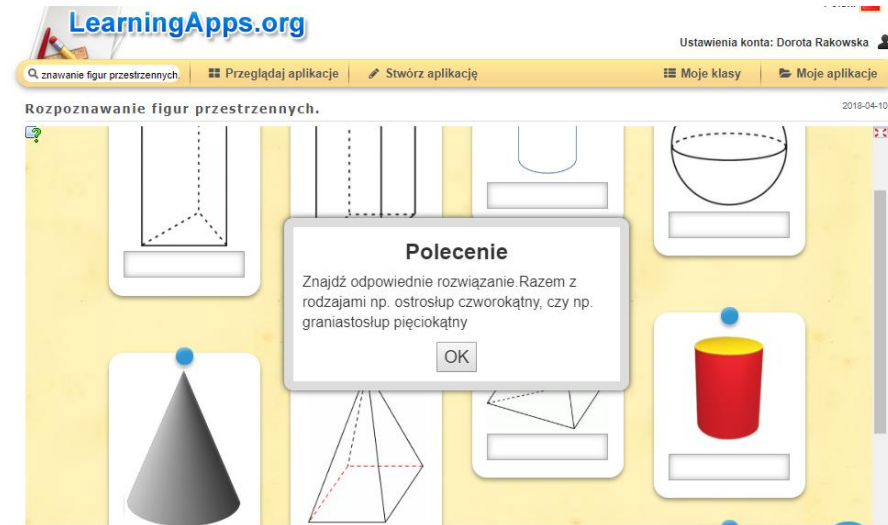 LearningApps.org
Ustawienia konta: Dorota Rakowska
znawanie figur przestrzennych.
Przeglądaj aplikacje
Stwórz aplikację
Moje klasy
Moje aplikacje
Rozpoznawanie figur przestrzennych.
2018-04-10
Polecenie
Znajdź odpowiednie rozwiązanie.Razem z
rodzajami np. ostrosłup czworokątny, czy np.
graniastosłup pięciokątny
OK